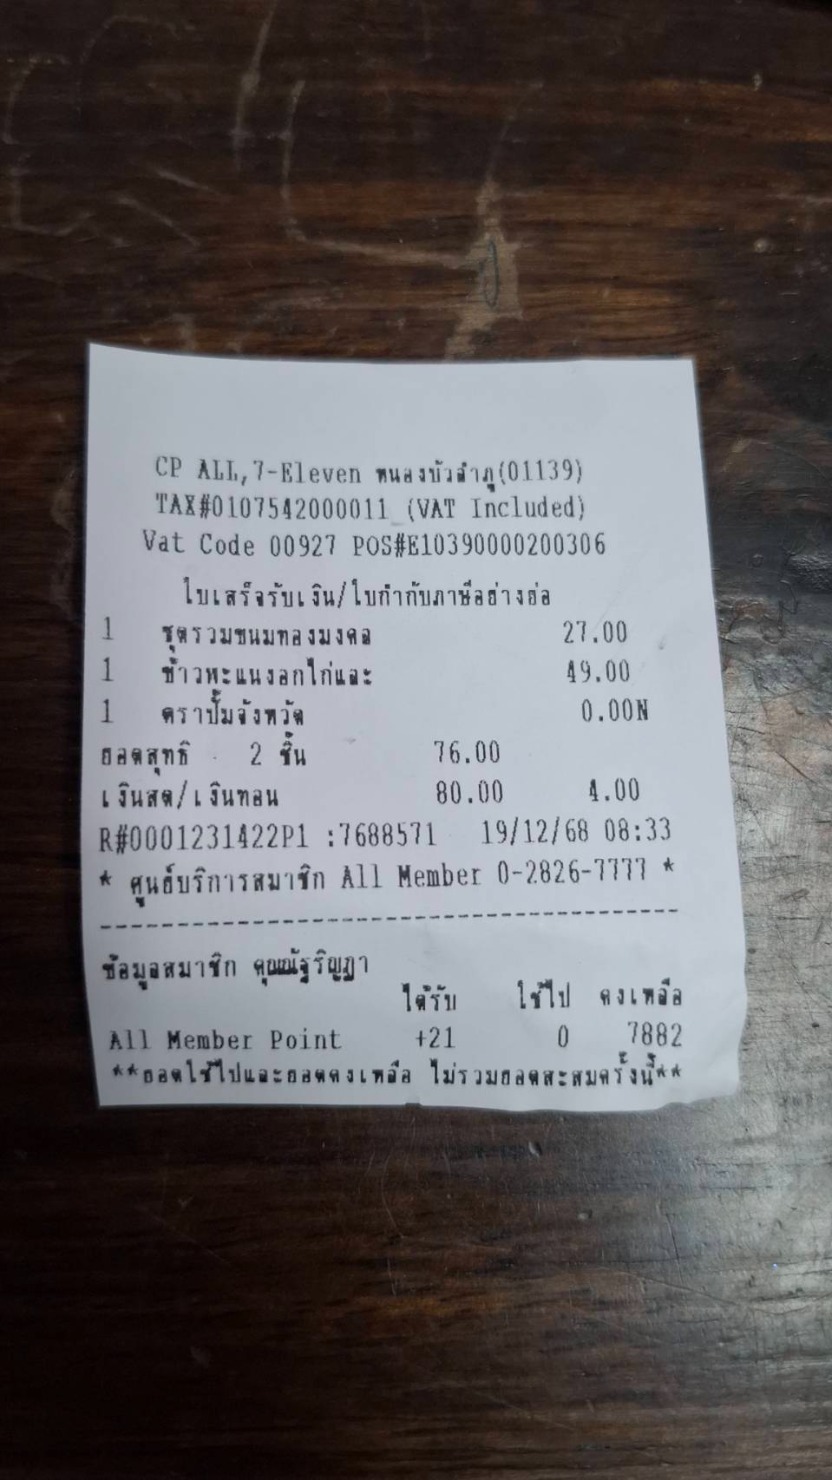 CP ALL,7-Eleven หนองบัวลำภู(01139)
TAX#0107542000011 (VAT Included)
Vat Code 00927 POS#E10390000200306
ใบเสร็จรับเงิน/ใบกำกับภาษีอย่างย่อ
1 ชุดรวมขนมทองมงคล 27.00
1 ข้าวพะแนงอกไก่และ 49.00
1 ตราปั๊มจังหวัด 0.00N
ยอดสุทธิ 2 ชิ้น 76.00
เงินสด/เงินทอน 80.00 4.00
R#0001231422P1 :7688571 19/12/68 08:33
* ศูนย์บริการสมาชิก All Member 0-2826-7777 *
ข้อมูลสมาชิก คุณณัฐริญฎา
ได้รับ ใช้ไป คงเหลือ
All Member Point +21 0 7882
**ยอดใช้ไปและยอดคงเหลือ ไม่รวมยอดสะสมครั้งนี้**